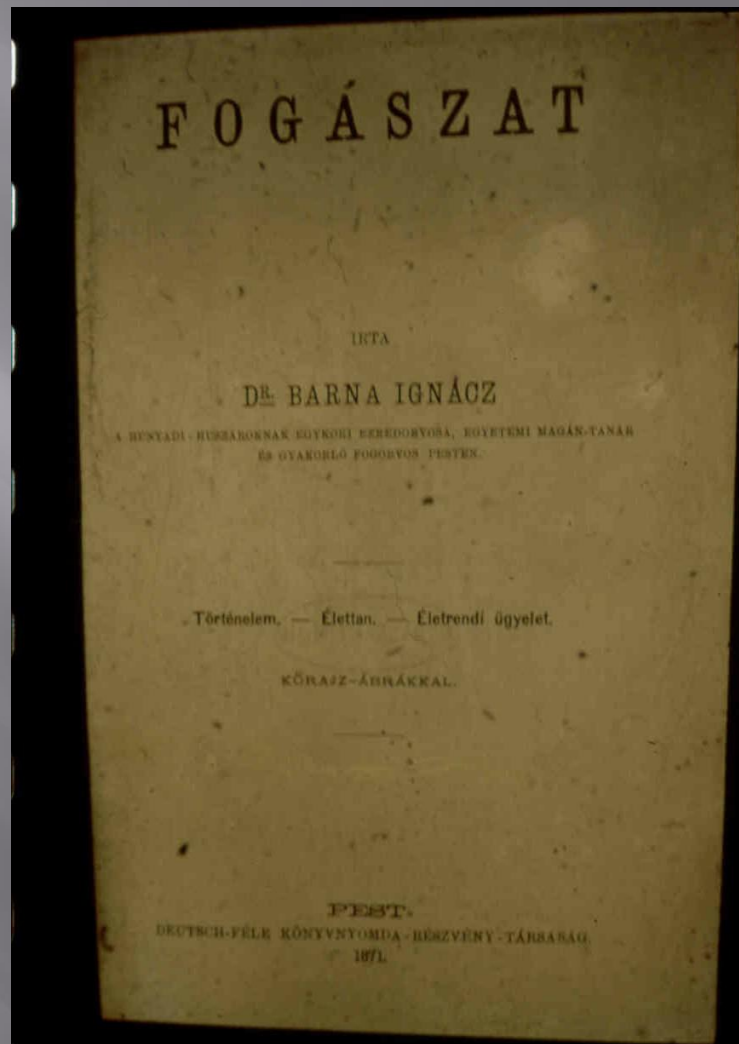 FOGÁSZAT
IRTA
DR. BARNA IGNÁCZ
A HUNYADI-HUSZÁROKNAK EGYKORI EZREDORVOSA, EGYETEMI MAGÁN-TANÁR
ÉS GYAKORLÓ FOGORVOS PESTEN.
Történelem. — Élettan. — Életrendi ügyelet.
KŐRASZ-ÁBRÁKKAL.
PEST.
DEUTSCH-FÉLE KÖNYVNYOMDA-RÉSZVÉNY-TÁRSASÁG.
1871.